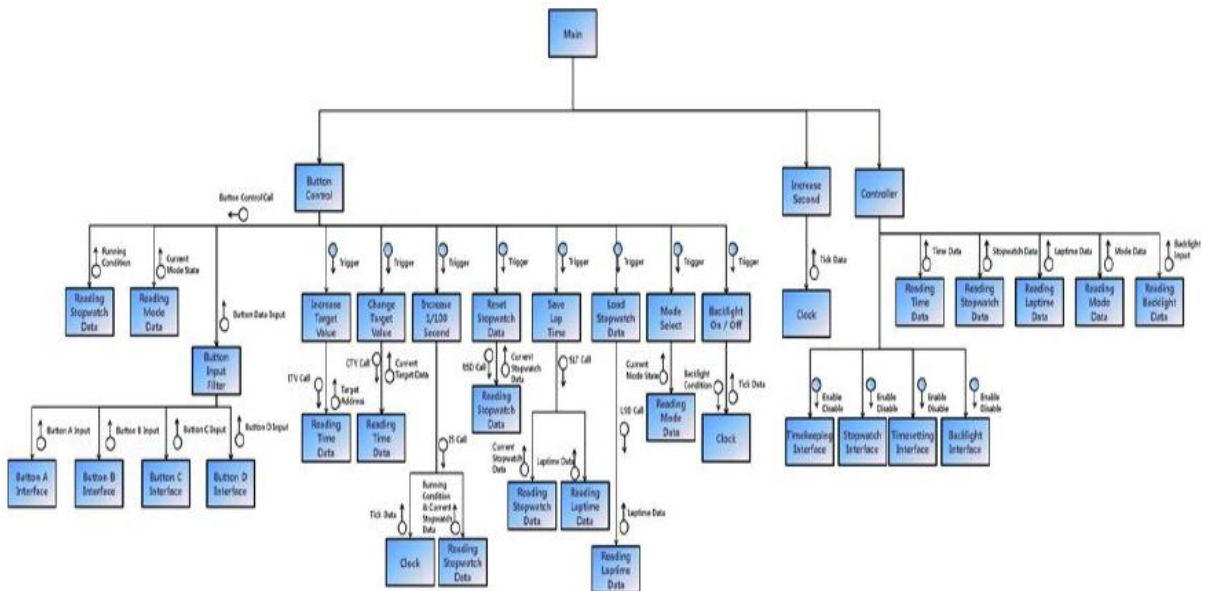 Main
Button
Control
Increase
Second
Controller
Button Control Call
Running
Condition
Current
Mode State
Button Data Input
Trigger
Trigger
Trigger
Trigger
Trigger
Trigger
Trigger
Trigger
Tick Data
Time Data
Stopwatch Data
Laptime Data
Mode Data
Backlight
Input
Reading
Stopwatch
Data
Reading
Mode
Data
Increase
Target
Value
Change
Target
Value
Increase
1/100
Second
Reset
Stopwatch
Data
Save
Lap
Time
Load
Stopwatch
Data
Mode
Select
Backlight
On / Off
Clock
Reading
Time
Data
Reading
Stopwatch
Data
Reading
Laptime
Data
Reading
Mode
Data
Reading
Backlight
Data
Button
Input
Filter
ITV Call
Target
Address
CTV Call
Current
Target Data
RSD Call
Current
Stopwatch
Data
SLT Call
LSD Call
Current
Mode State
Backlight
Condition
Tick Data
Enable
Disable
Enable
Disable
Enable
Disable
Enable
Disable
Button A Input
Button B Input
Button C Input
Button D Input
Reading
Time Data
Reading
Time Data
Reading
Stopwatch
Data
Reading
Mode
Data
Clock
Timekeeping
Interface
Stopwatch
Interface
Timesetting
Interface
Backlight
Interface
Button A
Interface
Button B
Interface
Button C
Interface
Button D
Interface
IS Call
Tick Data
Running
Condition
& Current
Stopwatch
Data
Current
Stopwatch
Data
Laptime Data
Reading
Stopwatch
Data
Reading
Laptime
Data
Laptime Data
Clock
Reading
Stopwatch
Data
Reading
Laptime
Data